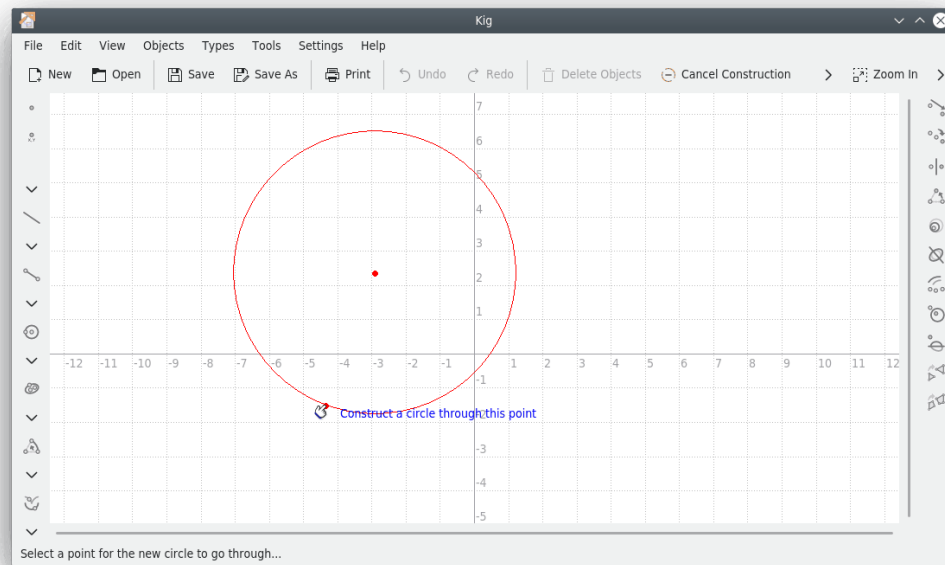 Kig
File Edit View Objects Types Tools Settings Help
New Open Save Save As Print Undo Redo Delete Objects Cancel Construction Zoom In
7
6
5
4
3
2
1
-12 -11 -10 -9 -8 -7 -6 -5 -4 -3 -2 -1 1 2 3 4 5 6 7 8 9 10 11 12
-1
Construct a circle through this point
-2
-3
-4
-5
Select a point for the new circle to go through...